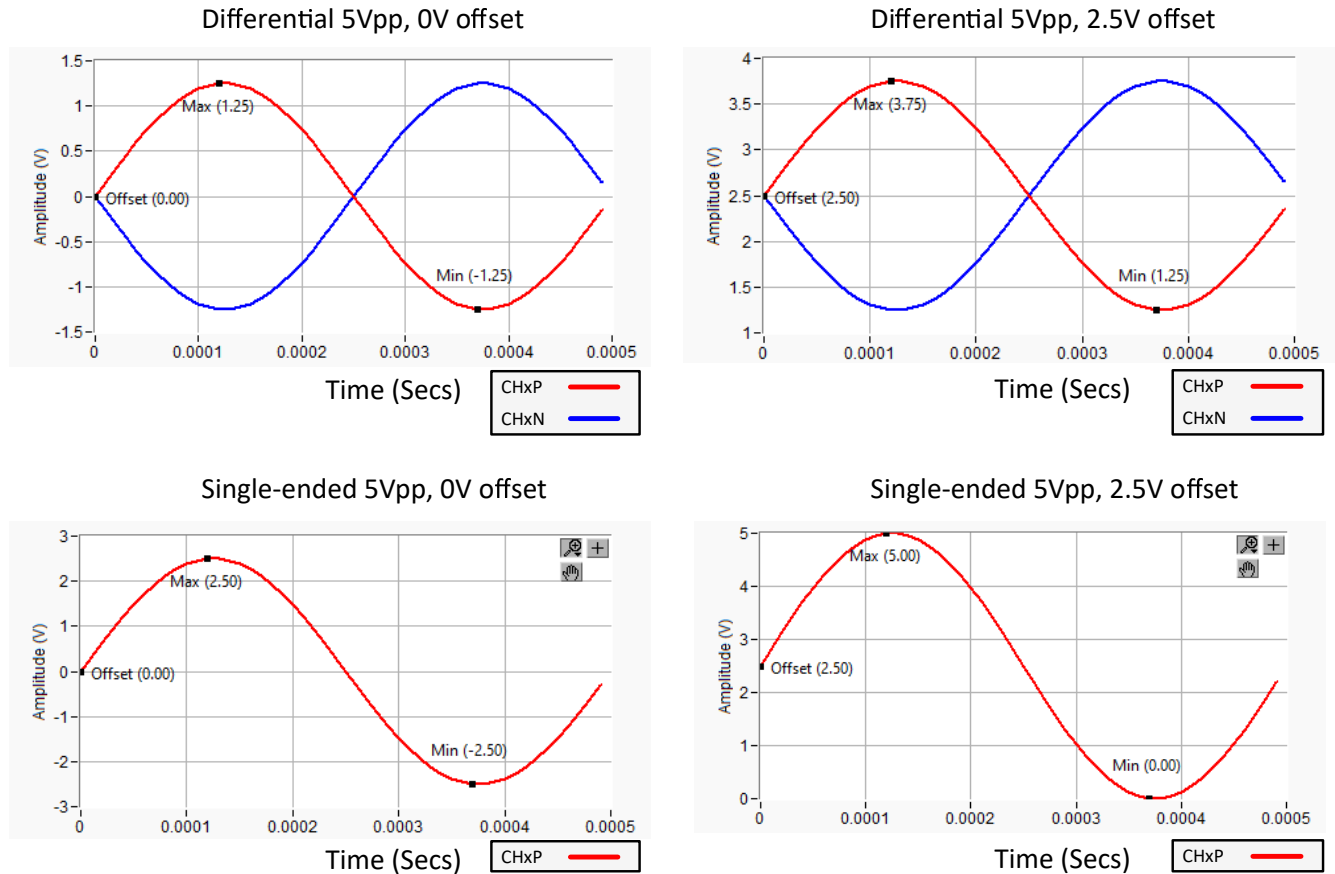 Differential 5Vpp, 0V offset
1.5
1
0.5
0
-0.5
-1
-1.5
Amplitude (V)
Max (1.25)
Offset (0.00)
Min (-1.25)
0 0.0001 0.0002 0.0003 0.0004 0.0005
Time (Secs)
CHxP
CHxN
Differential 5Vpp, 2.5V offset
4
3.5
3
2.5
2
1.5
1
Amplitude (V)
Max (3.75)
Offset (2.50)
Min (1.25)
0 0.0001 0.0002 0.0003 0.0004 0.0005
Time (Secs)
CHxP
CHxN
Single-ended 5Vpp, 0V offset
3
2
1
0
-1
-2
-3
Amplitude (V)
Max (2.50)
Offset (0.00)
Min (-2.50)
0 0.0001 0.0002 0.0003 0.0004 0.0005
Time (Secs)
CHxP
Single-ended 5Vpp, 2.5V offset
5
4
3
2
1
0
Amplitude (V)
Max (5.00)
Offset (2.50)
Min (0.00)
0 0.0001 0.0002 0.0003 0.0004 0.0005
Time (Secs)
CHxP